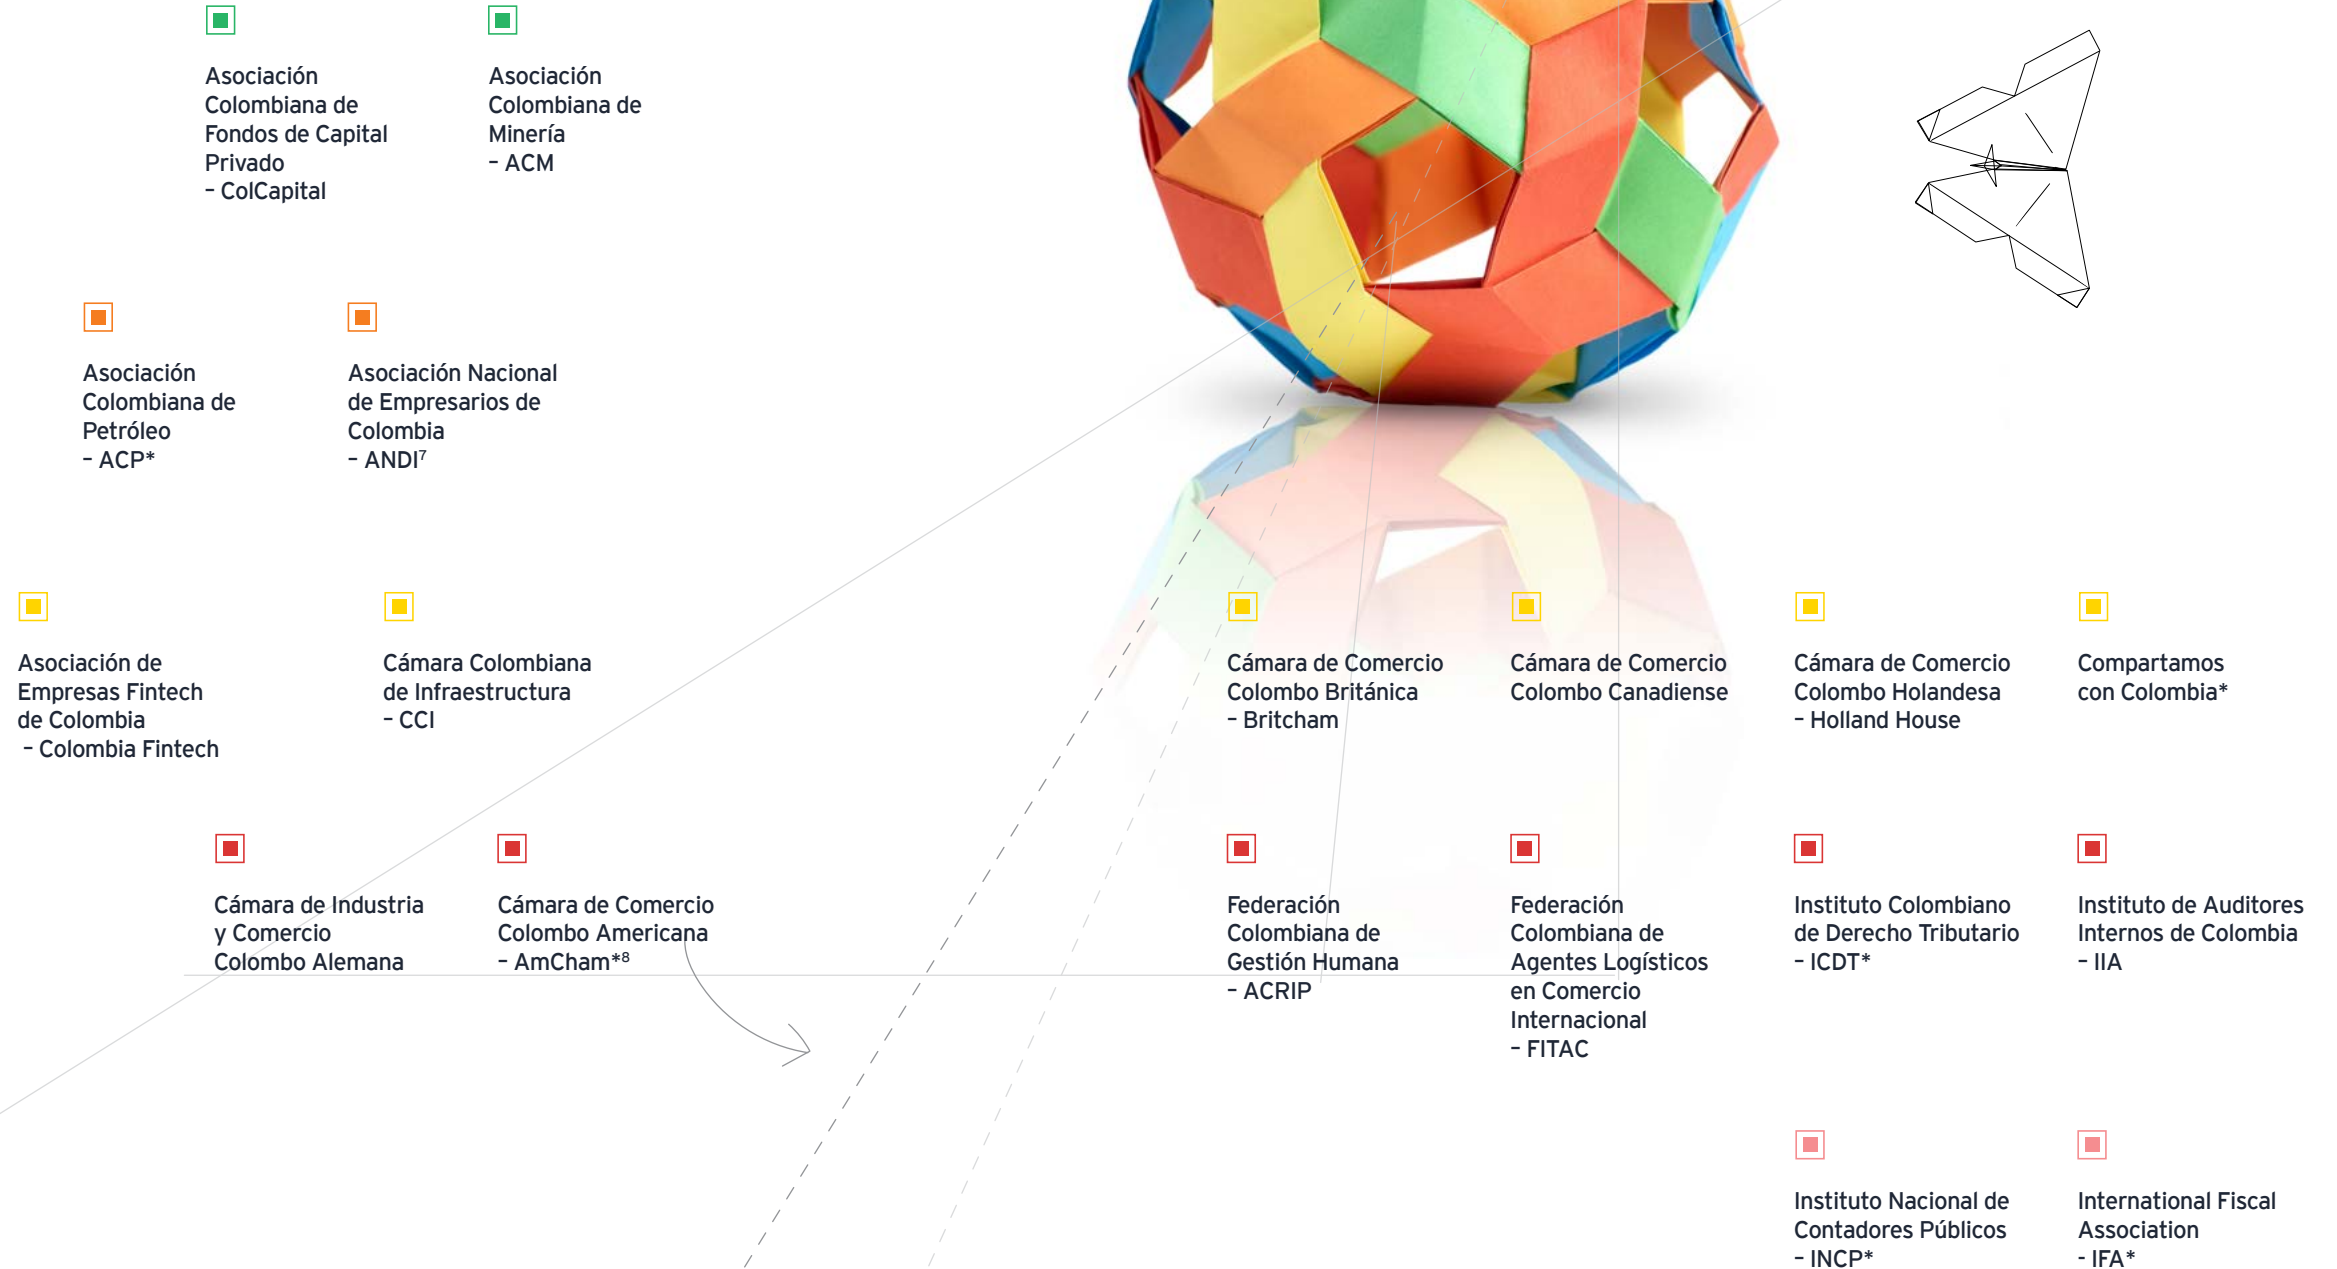 Asociación
Colombiana de
Fondos de Capital
Privado
– ColCapital
Asociación
Colombiana de
Minería
– ACM
Asociación
Colombiana de
Petróleo
– ACP*
Asociación Nacional
de Empresarios de
Colombia
– ANDI⁷
Asociación de
Empresas Fintech
de Colombia
– Colombia Fintech
Cámara Colombiana
de Infraestructura
– CCI
Cámara de Comercio
Colombo Británica
– Britcham
Cámara de Comercio
Colombo Canadiense
Cámara de Comercio
Colombo Holandesa
– Holland House
Compartamos
con Colombia*
Cámara de Industria
y Comercio
Colombo Alemana
Cámara de Comercio
Colombo Americana
– AmCham*⁸
Federación
Colombiana de
Gestión Humana
– ACRIP
Federación
Colombiana de
Agentes Logísticos
en Comercio
Internacional
– FITAC
Instituto Colombiano
de Derecho Tributario
– ICDT*
Instituto de Auditores
Internos de Colombia
– IIA
Instituto Nacional de
Contadores Públicos
– INCP*
International Fiscal
Association
- IFA*